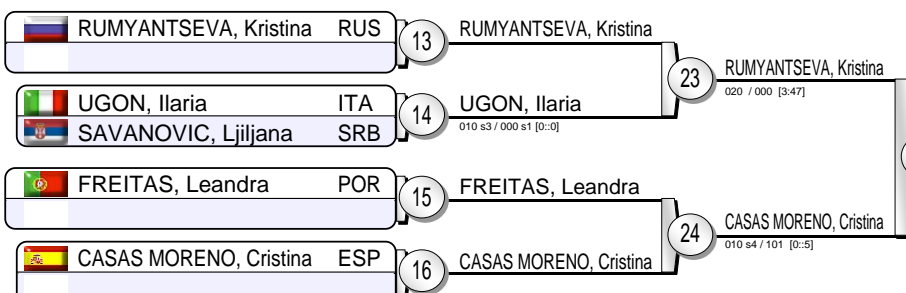 RUMYANTSEVA, Kristina RUS
13
RUMYANTSEVA, Kristina
23
RUMYANTSEVA, Kristina
020 / 000 [3:47]
UGON, Ilaria ITA
SAVANOVIC, Ljiljana SRB
14
UGON, Ilaria
010 s3 / 000 s1 [0::0]
FREITAS, Leandra POR
15
FREITAS, Leandra
24
CASAS MORENO, Cristina
010 s4 / 101 [0::5]
CASAS MORENO, Cristina ESP
16
CASAS MORENO, Cristina